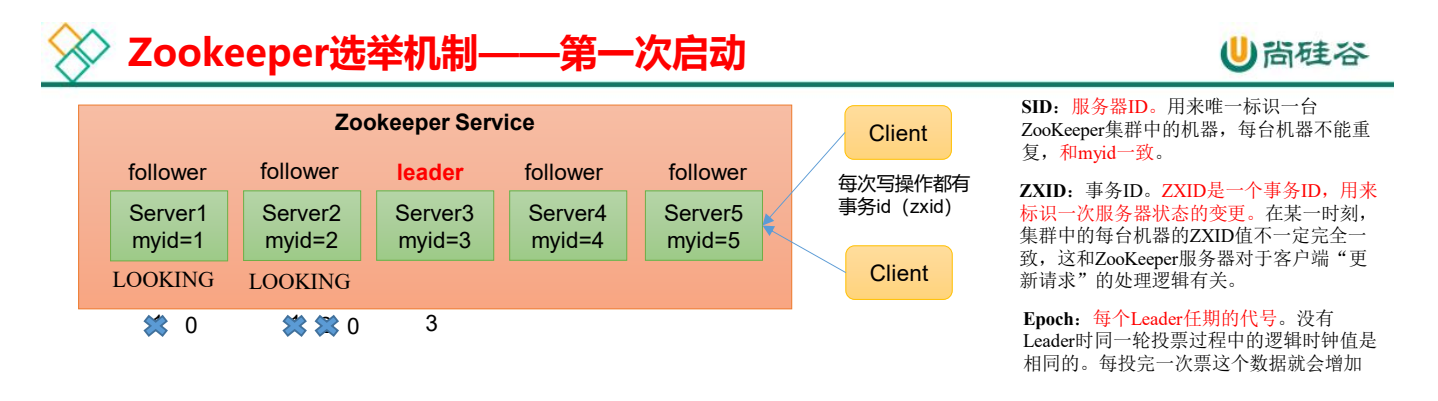 Zookeeper选举机制——第一次启动
尚硅谷
Zookeeper Service
follower
follower
leader
follower
follower
Server1
myid=1
Server2
myid=2
Server3
myid=3
Server4
myid=4
Server5
myid=5
LOOKING
LOOKING
0
0
3
Client
每次写操作都有
事务id（zxid）
Client
SID：服务器ID。用来唯一标识一台
ZooKeeper集群中的机器，每台机器不能重
复，和myid一致。
ZXID：事务ID。ZXID是一个事务ID，用来
标识一次服务器状态的变更。在某一时刻，
集群中的每台机器的ZXID值不一定完全一
致，这和ZooKeeper服务器对于客户端“更
新请求”的处理逻辑有关。
Epoch：每个Leader任期的代号。没有
Leader时同一轮投票过程中的逻辑时钟值是
相同的。每投完一次票这个数据就会增加